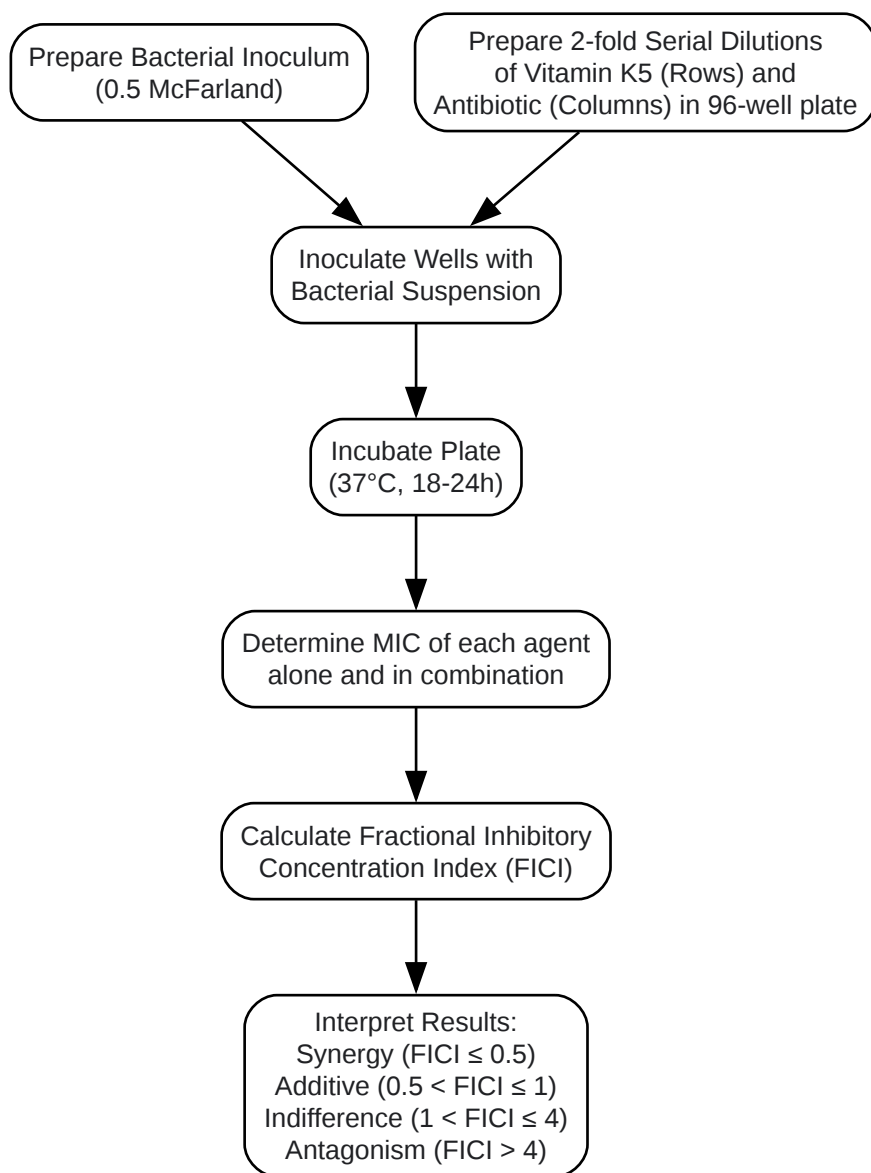 Prepare Bacterial Inoculum
(0.5 McFarland)
Prepare 2-fold Serial Dilutions
of Vitamin K5 (Rows) and
Antibiotic (Columns) in 96-well plate
Inoculate Wells with
Bacterial Suspension
Incubate Plate
(37°C, 18-24h)
Determine MIC of each agent
alone and in combination
Calculate Fractional Inhibitory
Concentration Index (FICI)
Interpret Results:
Synergy (FICI ≤ 0.5)
Additive (0.5 < FICI ≤ 1)
Indifference (1 < FICI ≤ 4)
Antagonism (FICI > 4)